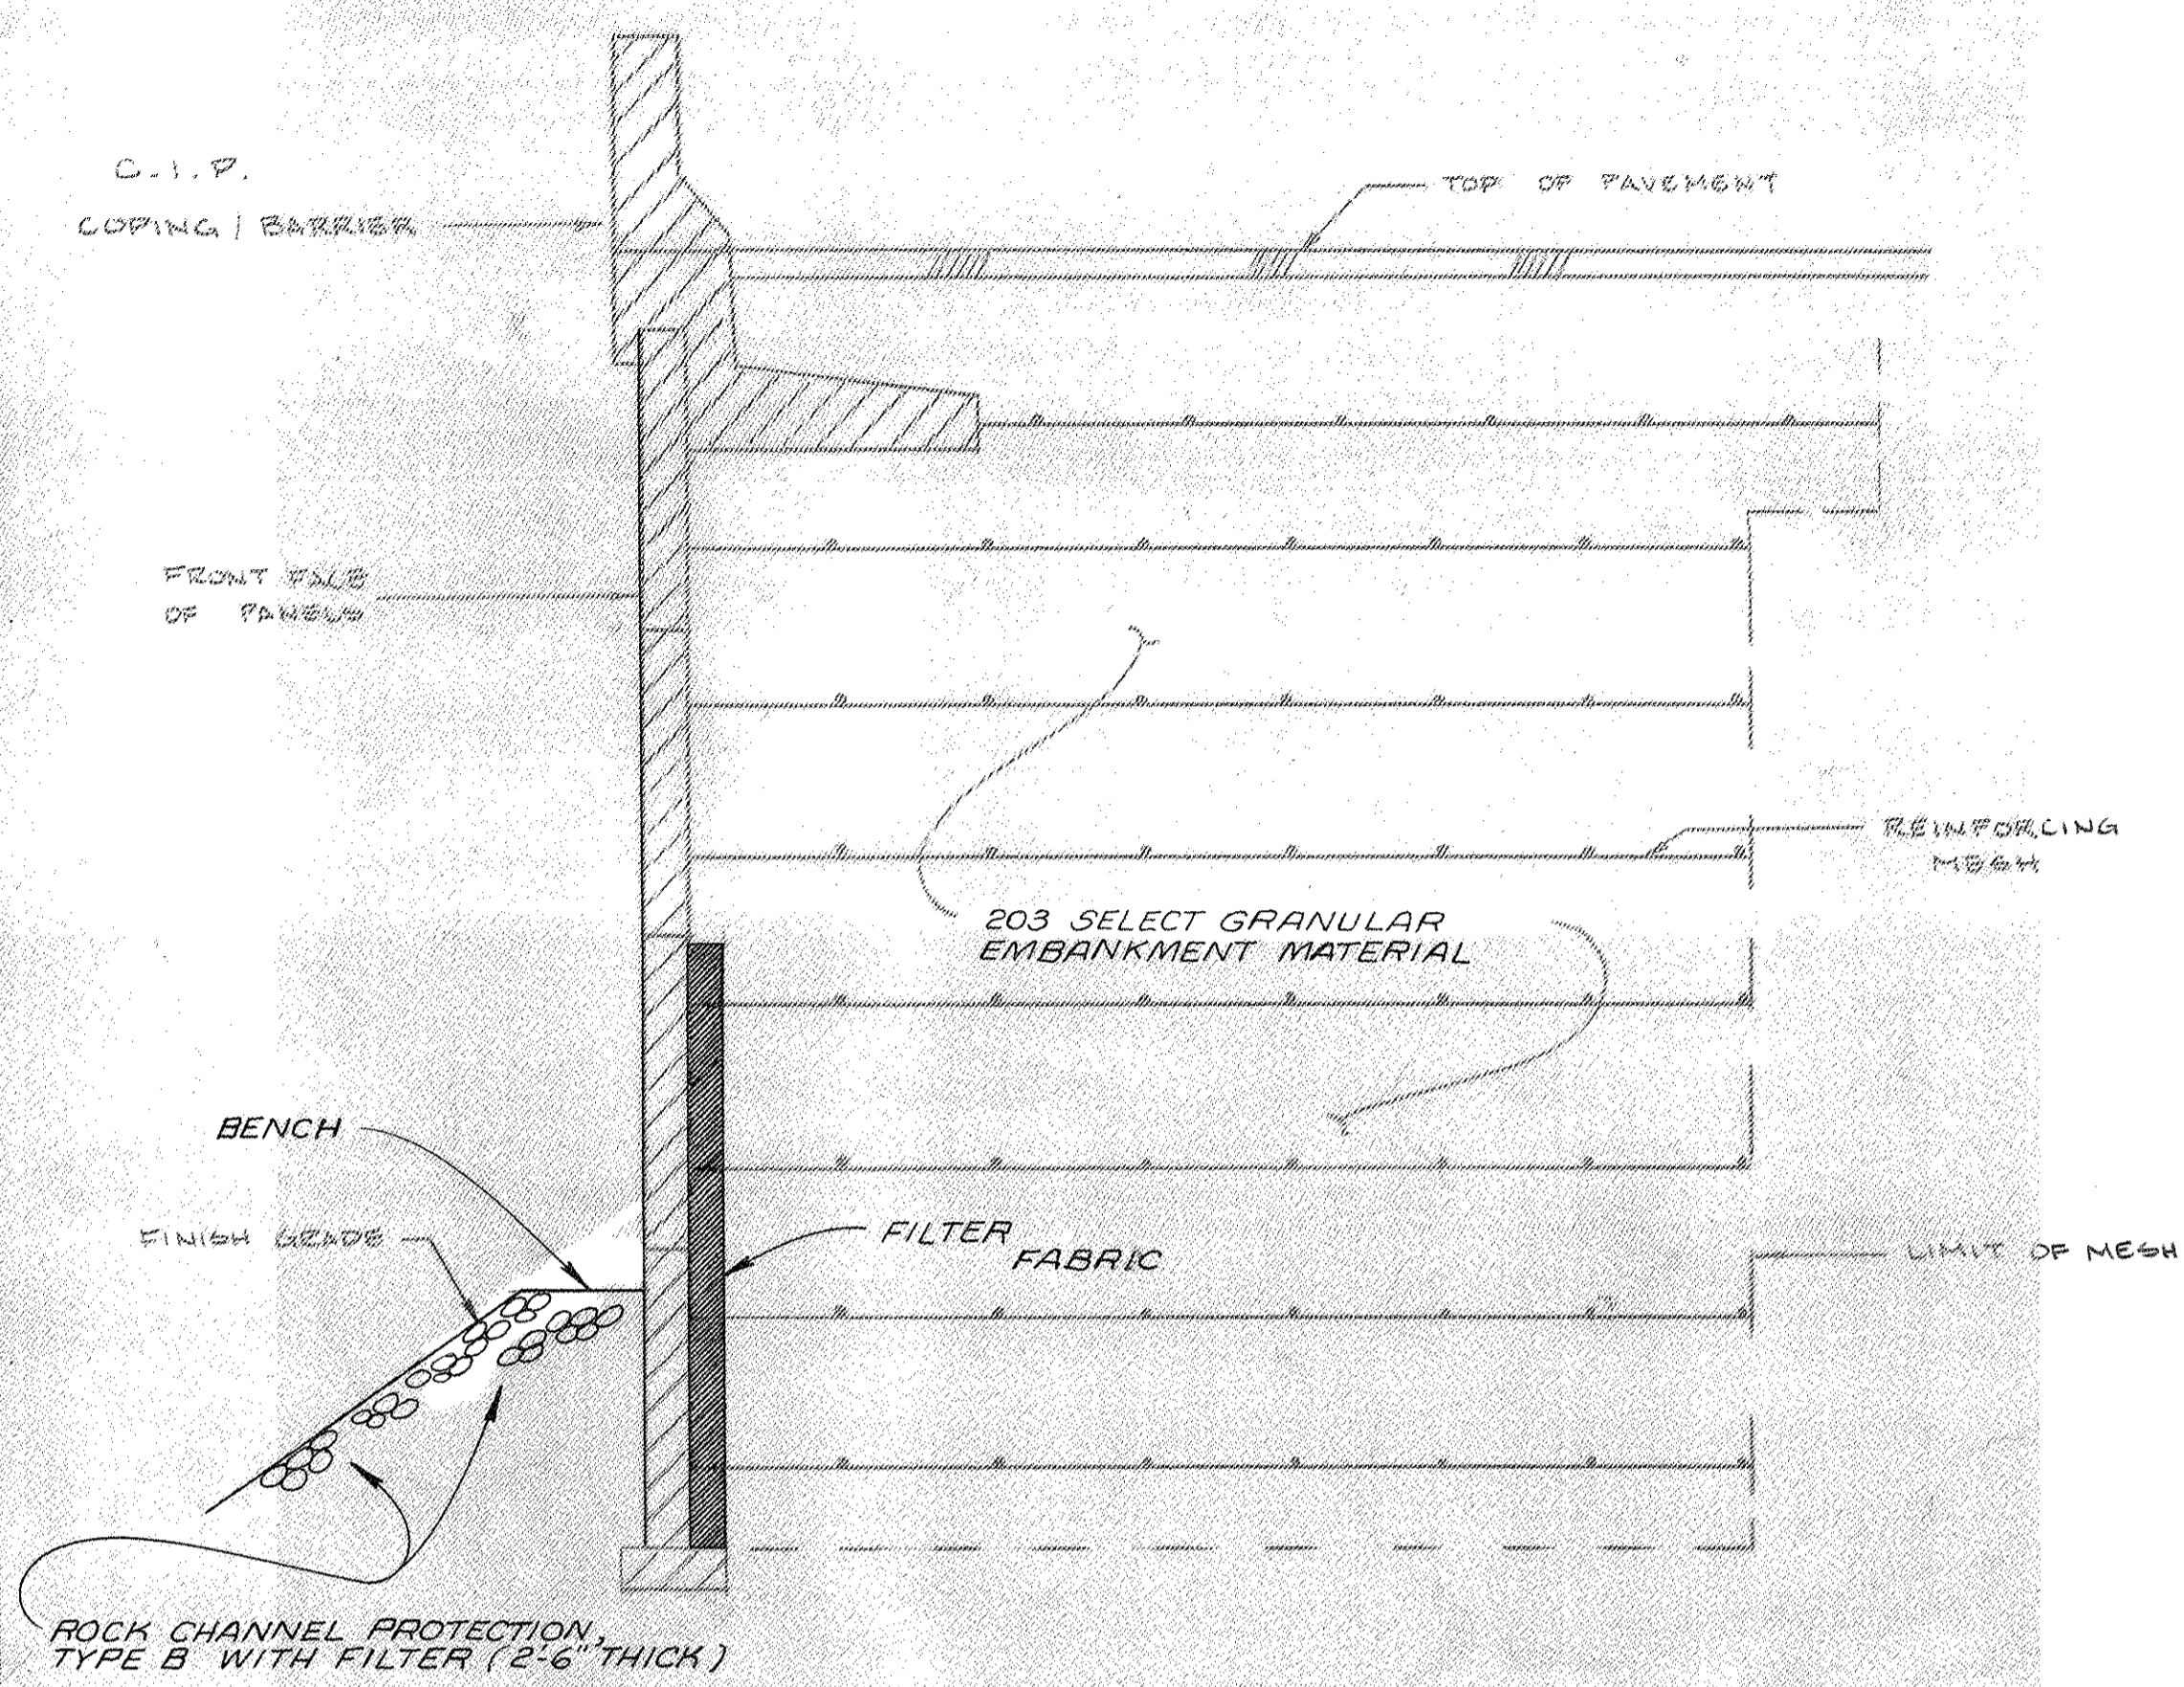 C.I.P.
COPING / BARRIER
TOP OF PAVEMENT
FRONT FACE
OF PANELS
REINFORCING
MESH
203 SELECT GRANULAR
EMBANKMENT MATERIAL
BENCH
FINISH GRADE
FILTER
FABRIC
LIMIT OF MESH
ROCK CHANNEL PROTECTION,
TYPE B WITH FILTER (2'-6" THICK)